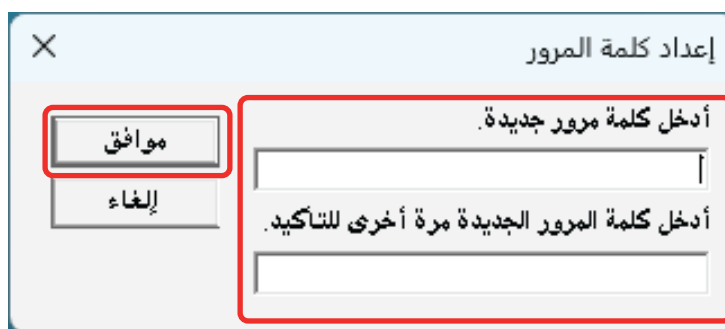 إعداد كلمة المرور
أدخل كلمة مرور جديدة.
موافق
إلغاء
أدخل كلمة المرور الجديدة مرة أخرى للتأكيد.